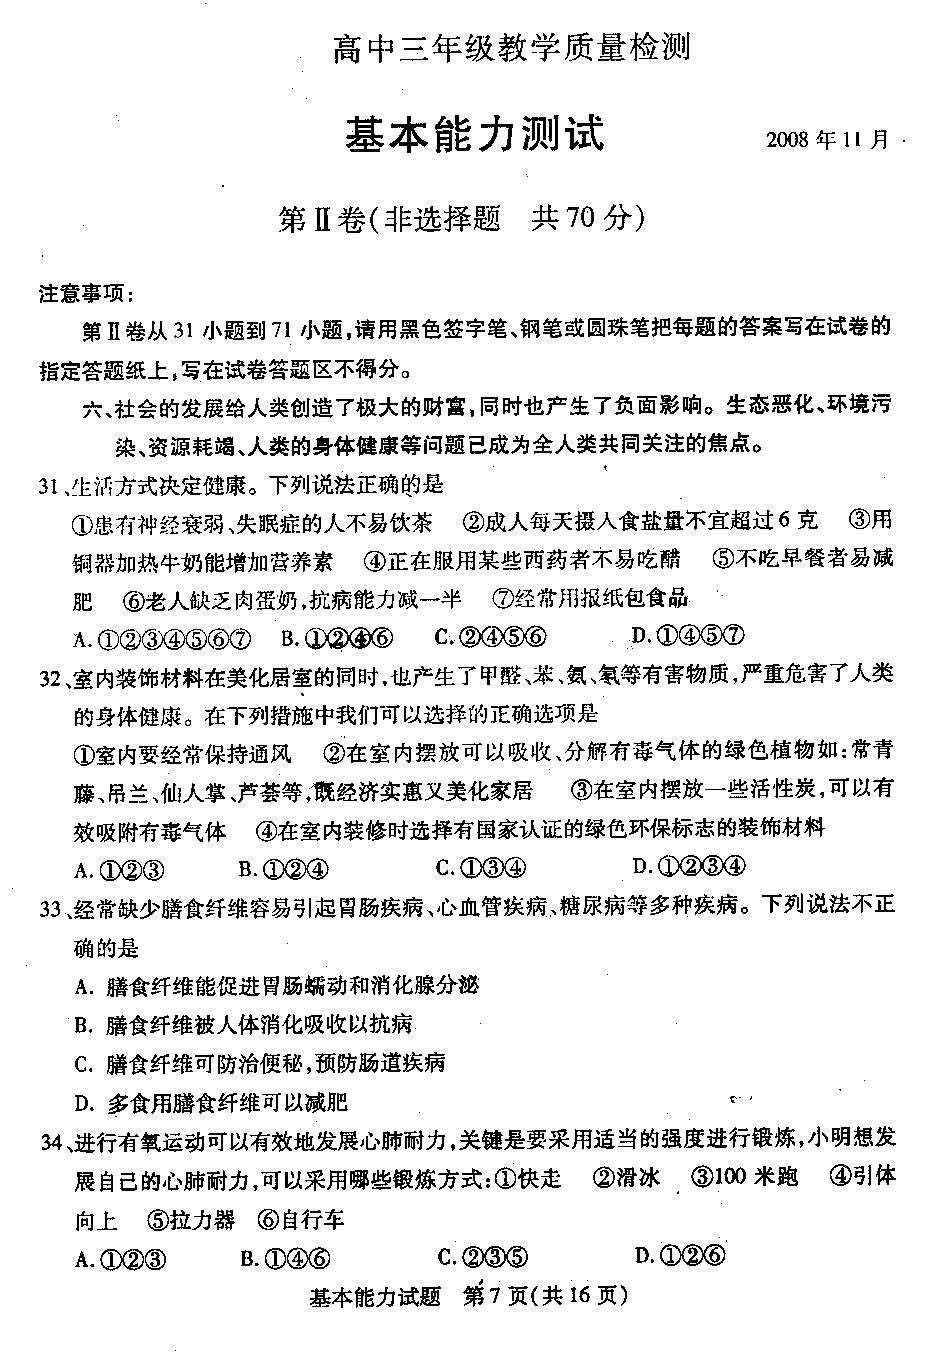 高中三年级教学质量检测
基本能力测试 2008年11月
第Ⅱ卷(非选择题 共70分)
注意事项:
第Ⅱ卷从31小题到71小题,请用黑色签字笔、钢笔或圆珠笔把每题的答案写在试卷的
指定答题纸上,写在试卷答题区不得分。
六、社会的发展给人类创造了极大的财富,同时也产生了负面影响。生态恶化、环境污
染、资源耗竭、人类的身体健康等问题已成为全人类共同关注的焦点。
31、生活方式决定健康。下列说法正确的是
①患有神经衰弱、失眠症的人不易饮茶 ②成人每天摄入食盐量不宜超过6克 ③用
铜器加热牛奶能增加营养素 ④正在服用某些西药者不易吃醋 ⑤不吃早餐者易减
肥 ⑥老人缺乏肉蛋奶,抗病能力减一半 ⑦经常用报纸包食品
A.①②③④⑤⑥⑦ B.①②④⑥ C.②④⑤⑥ D.①④⑤⑦
32、室内装饰材料在美化居室的同时,也产生了甲醛、苯、氨、氡等有害物质,严重危害了人类
的身体健康。在下列措施中我们可以选择的正确选项是
①室内要经常保持通风 ②在室内摆放可以吸收、分解有毒气体的绿色植物如:常青
藤、吊兰、仙人掌、芦荟等,既经济实惠又美化家居 ③在室内摆放一些活性炭,可以有
效吸附有毒气体 ④在室内装修时选择有国家认证的绿色环保标志的装饰材料
A.①②③ B.①②④ C.①③④ D.①②③④
33、经常缺少膳食纤维容易引起胃肠疾病、心血管疾病、糖尿病等多种疾病。下列说法不正
确的是
A. 膳食纤维能促进胃肠蠕动和消化腺分泌
B. 膳食纤维被人体消化吸收以抗病
C. 膳食纤维可防治便秘,预防肠道疾病
D. 多食用膳食纤维可以减肥
34、进行有氧运动可以有效地发展心肺耐力,关键是要采用适当的强度进行锻炼,小明想发
展自己的心肺耐力,可以采用哪些锻炼方式:①快走 ②滑冰 ③100米跑 ④引体
向上 ⑤拉力器 ⑥自行车
A.①②③ B.①④⑥ C.②③⑤ D.①②⑥
基本能力试题 第7页(共16页)